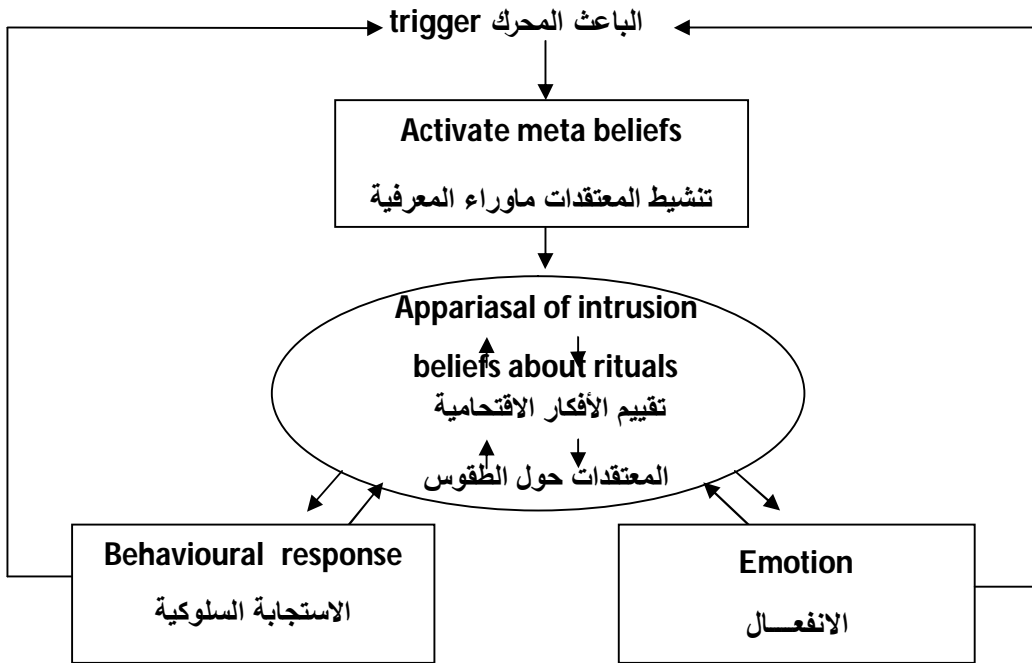 trigger الباعث المحرك
Activate meta beliefs
تنشيط المعتقدات ماوراء المعرفية
Appariasal of intrusion
beliefs about rituals
تقييم الأفكار الاقتحامية
المعتقدات حول الطقوس
Behavioural response
الاستجابة السلوكية
Emotion
الانفعـــال